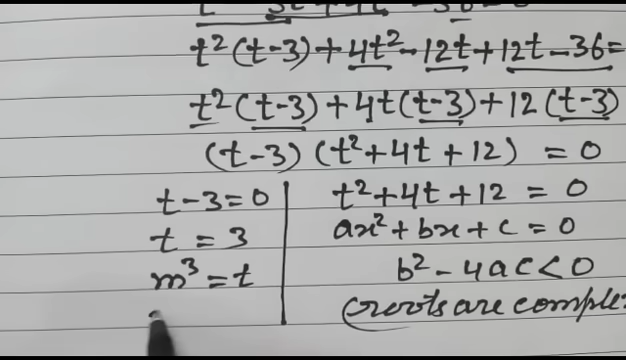 t²(t-3)+4t²-12t+12t-36=
t²(t-3)+4t(t-3)+12(t-3)
(t-3)(t²+4t+12) = 0
t-3=0 t²+4t+12=0
t=3 ax²+bx+c=0
m³=t b²-4ac<0
(roots are comple